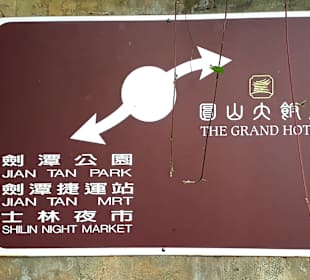 圓山大飯
THE GRAND HOT
劍潭公園
JIAN TAN PARK
劍潭捷運站
JIAN TAN MRT
士林夜市
SHILIN NIGHT MARKET